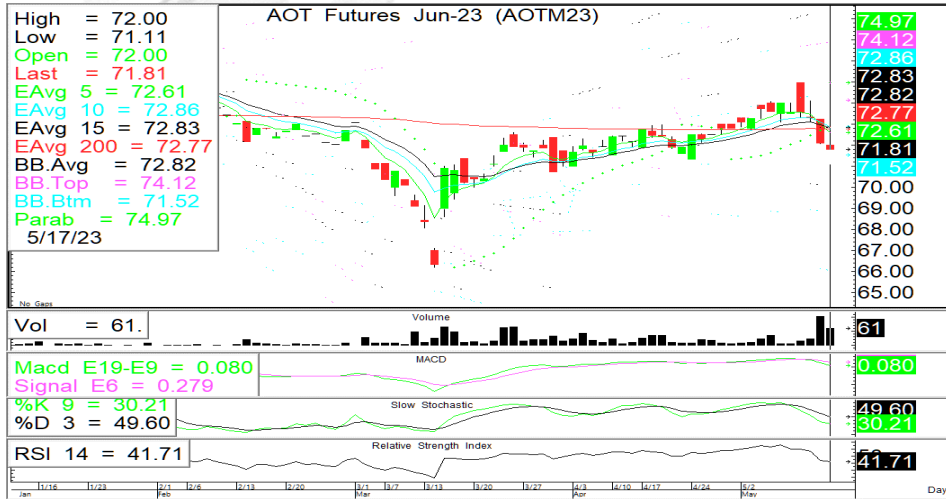 AOT Futures Jun-23 (AOTM23)
High = 72.00
Low = 71.11
Open = 72.00
Last = 71.81
EAvg 5 = 72.61
EAvg 10 = 72.86
EAvg 15 = 72.83
EAvg 200 = 72.77
BB.Avg = 72.82
BB.Top = 74.12
BB.Btm = 71.52
Parab = 74.97
5/17/23
74.97
74.12
72.86
72.83
72.82
72.77
72.61
71.81
71.52
70.00
69.00
68.00
67.00
66.00
65.00
No Gaps
Volume
Vol = 61.
61
MACD
Macd E19-E9 = 0.080
Signal E6 = 0.279
0.080
Slow Stochastic
%K 9 = 30.21
%D 3 = 49.60
49.60
30.21
Relative Strength Index
RSI 14 = 41.71
41.71
1/16 1/23 2/1 2/6 2/13 2/20 3/1 3/7 3/13 3/20 3/27 4/3 4/10 4/17 4/24 5/2
Jan Feb Mar Apr May Day